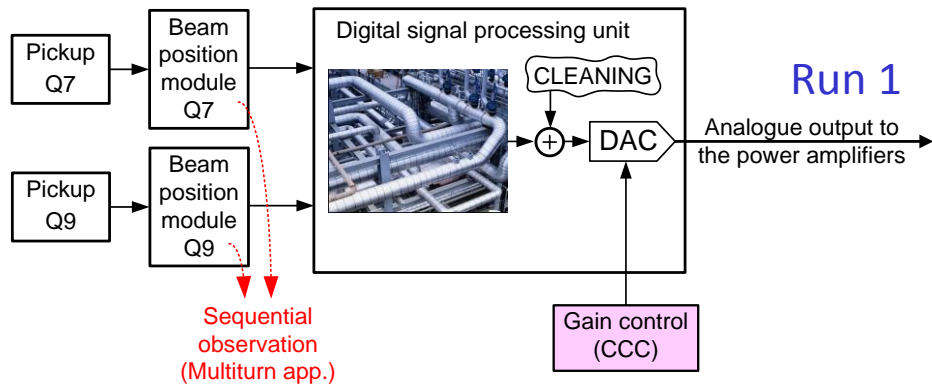 Pickup
Q7
Beam
position
module
Q7
Digital signal processing unit
CLEANING
Run 1
DAC
Analogue output to
the power amplifiers
Pickup
Q9
Beam
position
module
Q9
Sequential
observation
(Multiturn app.)
Gain control
(CCC)